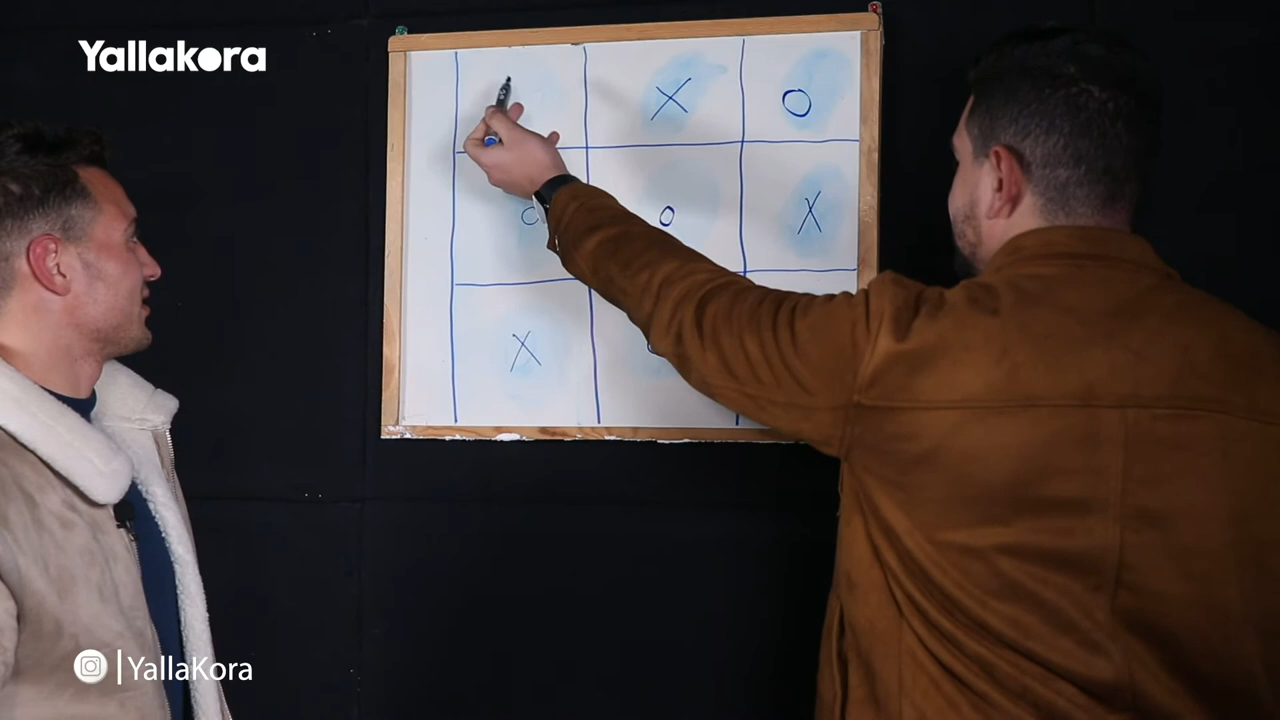 Yallakora
X O
O O X
X
YallaKora